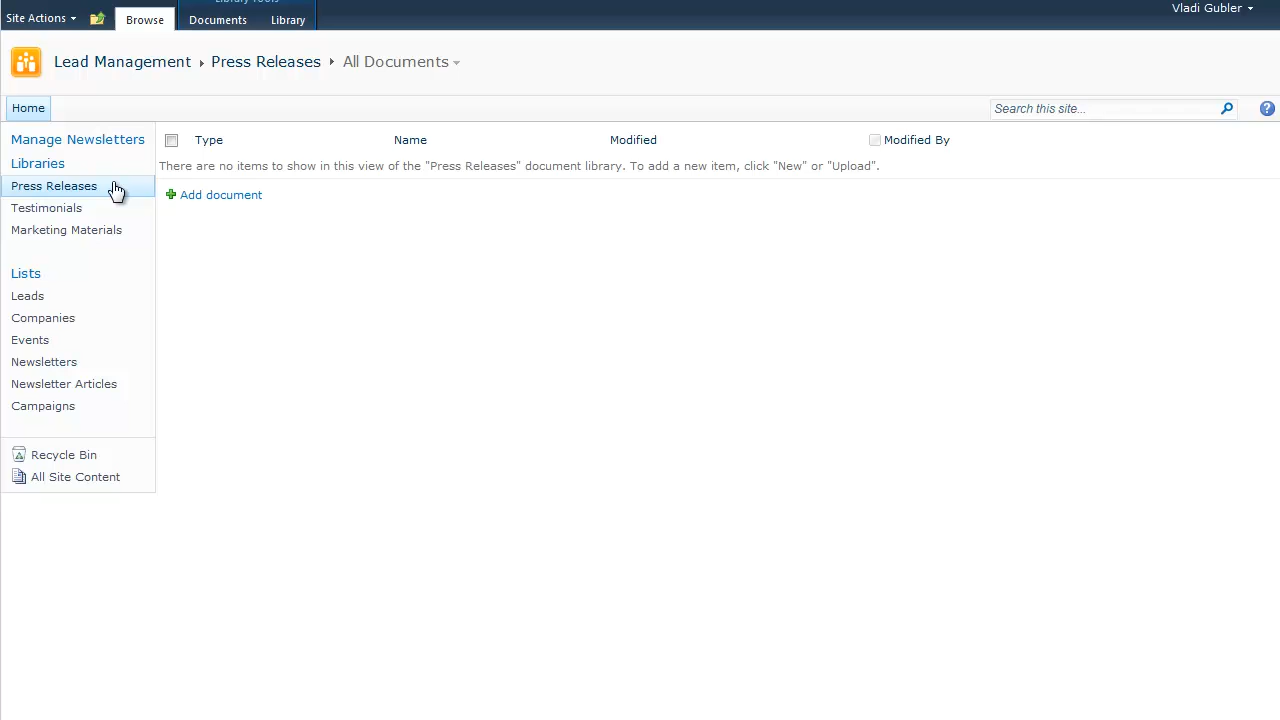 Library Tools
Site Actions
Browse
Documents
Library
Vladi Gubler
Lead Management
Press Releases
All Documents
Home
Search this site...
Manage Newsletters
Libraries
Press Releases
Testimonials
Marketing Materials
Lists
Leads
Companies
Events
Newsletters
Newsletter Articles
Campaigns
Recycle Bin
All Site Content
Type Name Modified Modified By
There are no items to show in this view of the "Press Releases" document library. To add a new item, click "New" or "Upload".
Add document